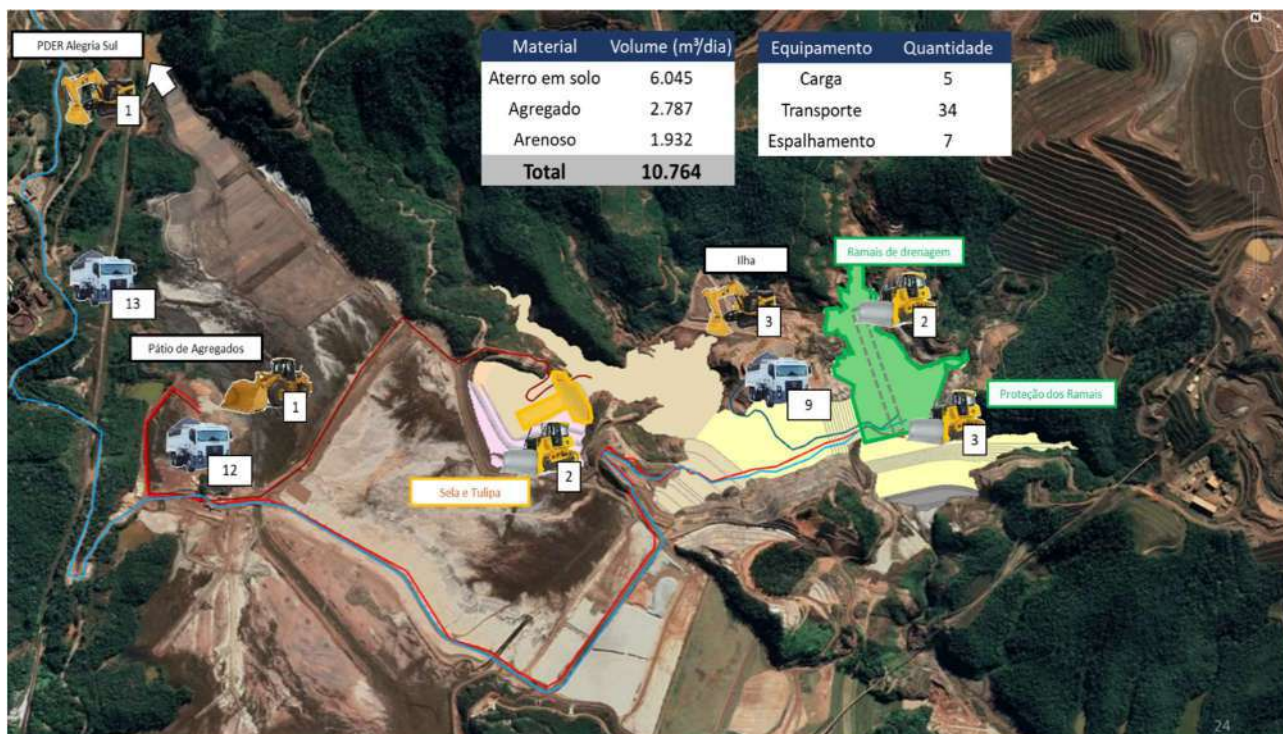 PDER Alegria Sul
1
Material Volume (m³/dia)
Aterro em solo 6.045
Agregado 2.787
Arenoso 1.932
Total 10.764
Equipamento Quantidade
Carga 5
Transporte 34
Espalhamento 7
N
13
Pátio de Agregados
1
12
Sela e Tulipa
2
Ilha
3
9
Ramais de drenagem
2
Proteção dos Ramais
3
24